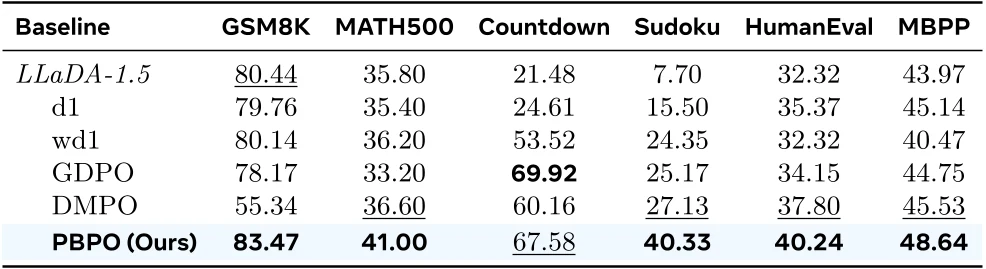 Baseline GSM8K MATH500 Countdown Sudoku HumanEval MBPP
LLaDA-1.5 80.44 35.80 21.48 7.70 32.32 43.97
d1 79.76 35.40 24.61 15.50 35.37 45.14
wd1 80.14 36.20 53.52 24.35 32.32 40.47
GDPO 78.17 33.20 69.92 25.17 34.15 44.75
DMPO 55.34 36.60 60.16 27.13 37.80 45.53
PBPO (Ours) 83.47 41.00 67.58 40.33 40.24 48.64